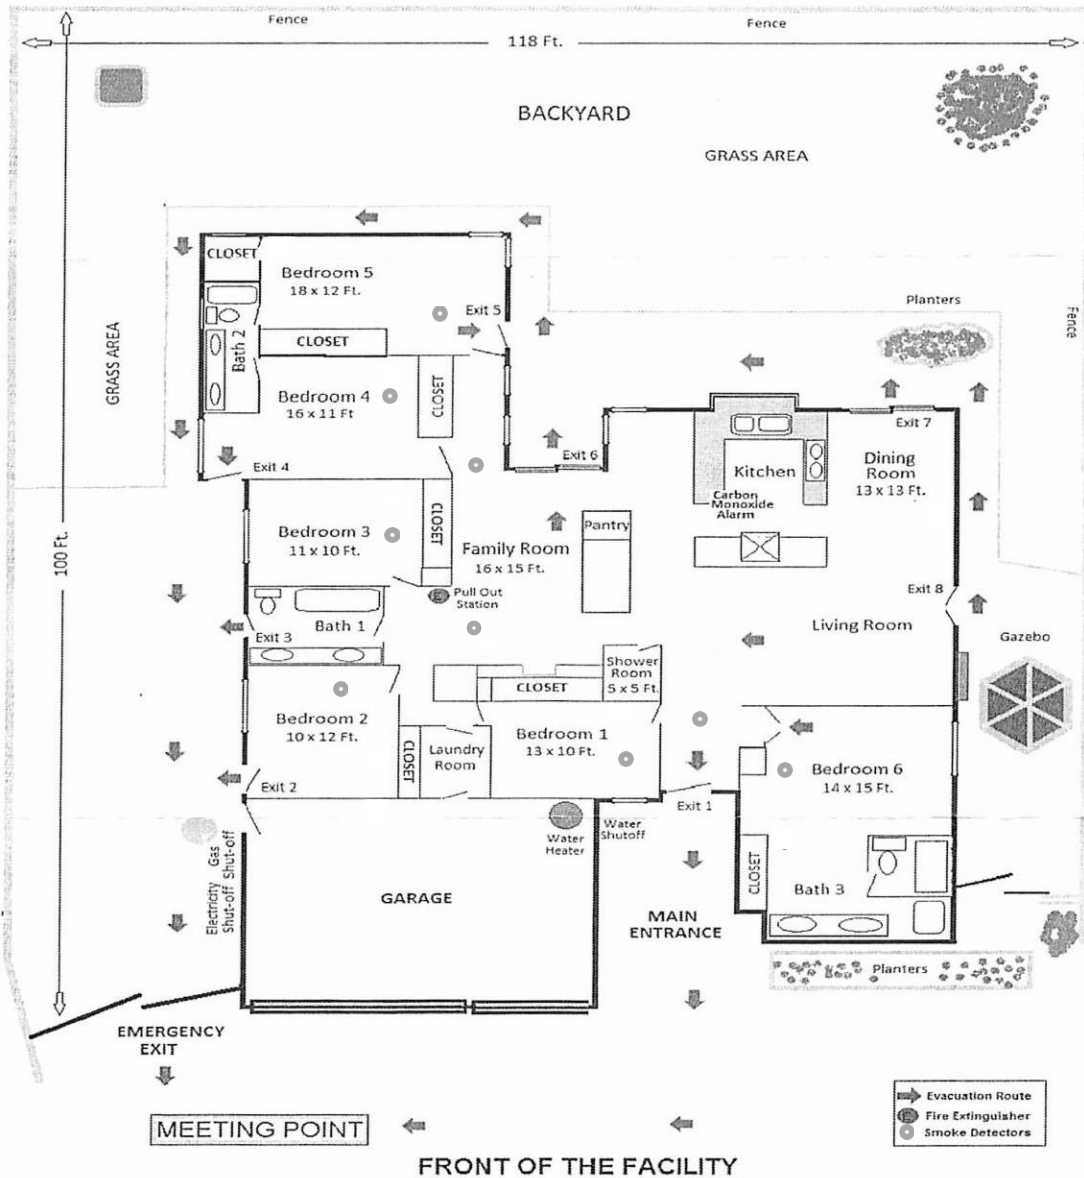 Fence
Fence
118 Ft.
BACKYARD
GRASS AREA
CLOSET
Bedroom 5
18 x 12 Ft.
Exit 5
Planters
Fence
Bath 2
CLOSET
GRASS AREA
Bedroom 4
16 x 11 Ft
CLOSET
Exit 4
Exit 6
Exit 7
Kitchen
Dining
Room
13 x 13 Ft.
Carbon
Monoxide
Alarm
100 Ft.
Bedroom 3
11 x 10 Ft.
CLOSET
Family Room
16 x 15 Ft.
Pantry
Pull Out
Station
Exit 8
Exit 3
Bath 1
Living Room
Gazebo
Shower
Room
5 x 5 Ft.
CLOSET
Bedroom 2
10 x 12 Ft.
CLOSET
Laundry
Room
Bedroom 1
13 x 10 Ft.
Bedroom 6
14 x 15 Ft.
Exit 2
Exit 1
Water
Heater
Water
Shutoff
Electricity
Shut-off
Gas
Shut-off
GARAGE
CLOSET
Bath 3
MAIN
ENTRANCE
Planters
EMERGENCY
EXIT
MEETING POINT
Evacuation Route
E Fire Extinguisher
Smoke Detectors
FRONT OF THE FACILITY